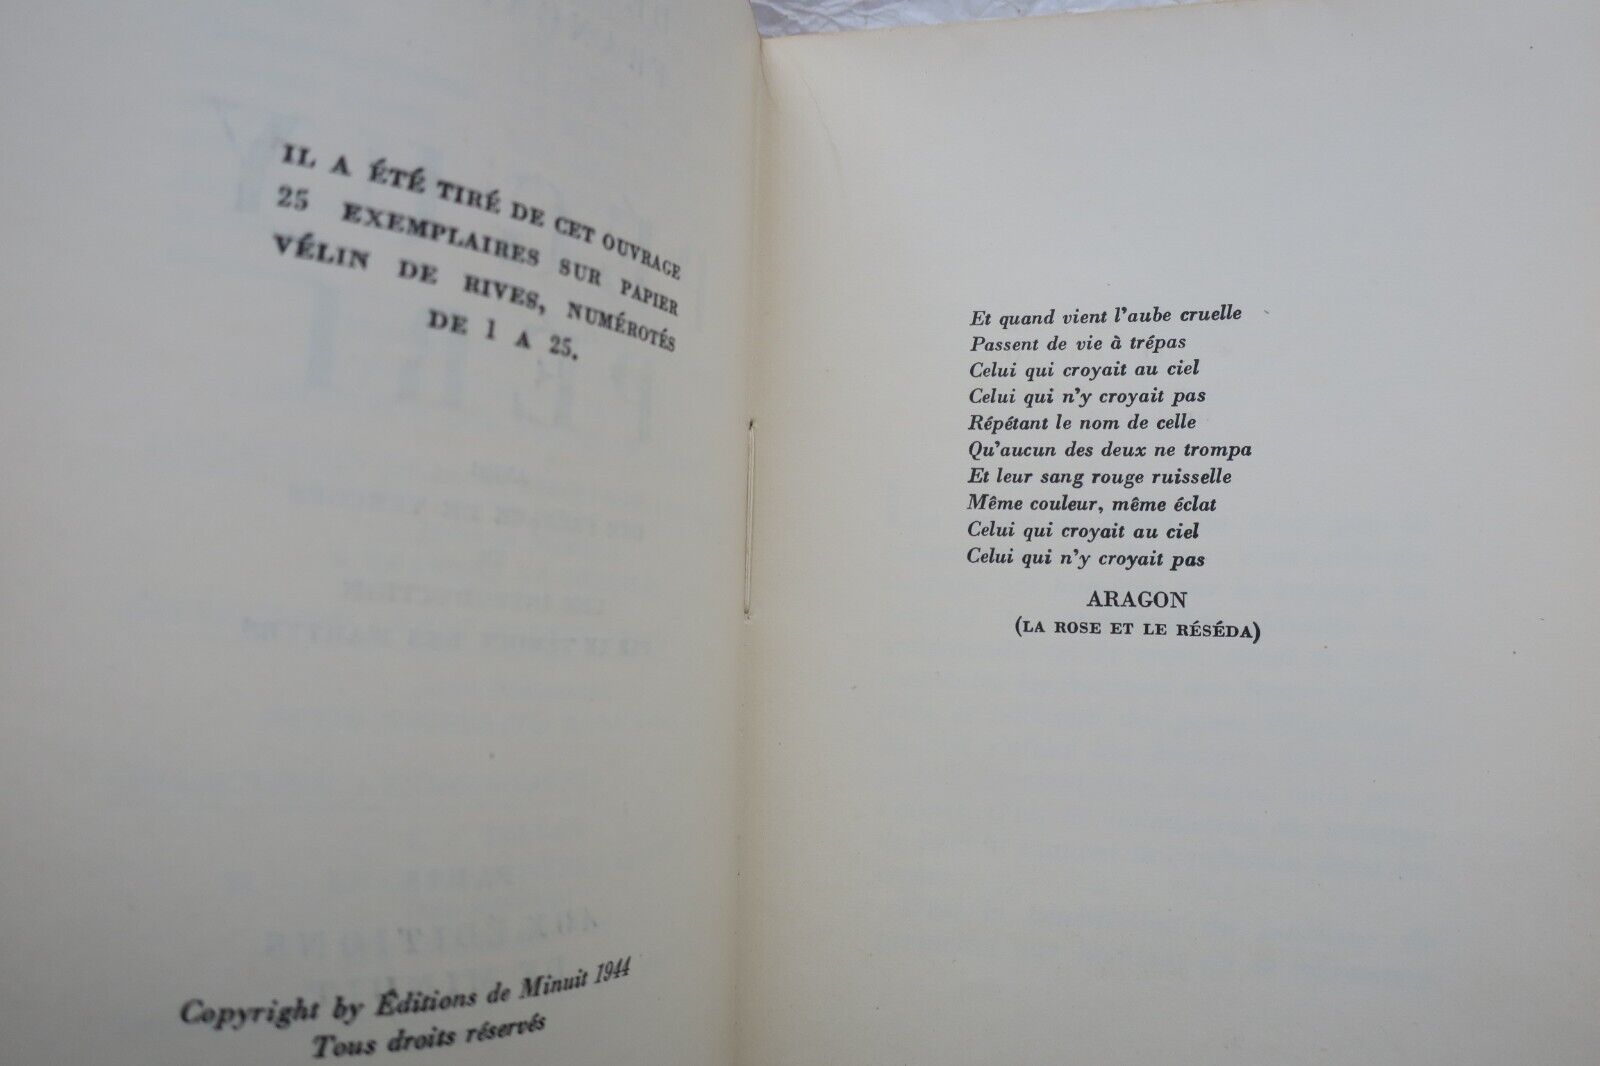 IL A ÉTÉ TIRÉ DE CET OUVRAGE
25 EXEMPLAIRES SUR PAPIER
VÉLIN DE RIVES, NUMÉROTÉS
DE 1 A 25.
Copyright by Éditions de Minuit 1944
Tous droits réservés
Et quand vient l'aube cruelle
Passent de vie à trépas
Celui qui croyait au ciel
Celui qui n'y croyait pas
Répétant le nom de celle
Qu'aucun des deux ne trompa
Et leur sang rouge ruisselle
Même couleur, même éclat
Celui qui croyait au ciel
Celui qui n'y croyait pas
ARAGON
(LA ROSE ET LE RÉSÉDA)